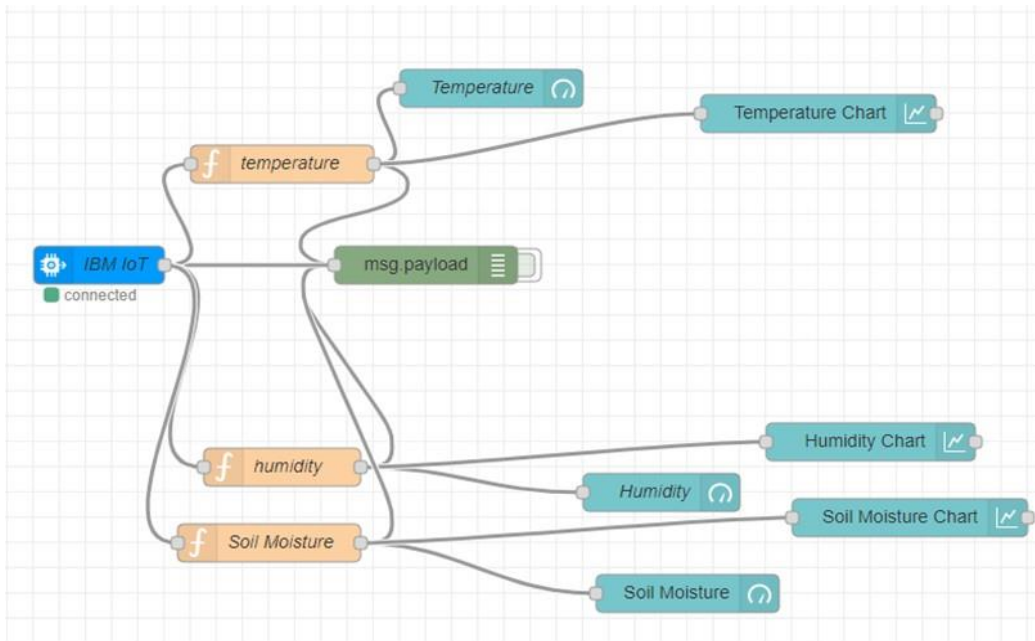 Temperature
Temperature Chart
temperature
IBM IoT
msg.payload
connected
Humidity Chart
humidity
Humidity
Soil Moisture Chart
Soil Moisture
Soil Moisture